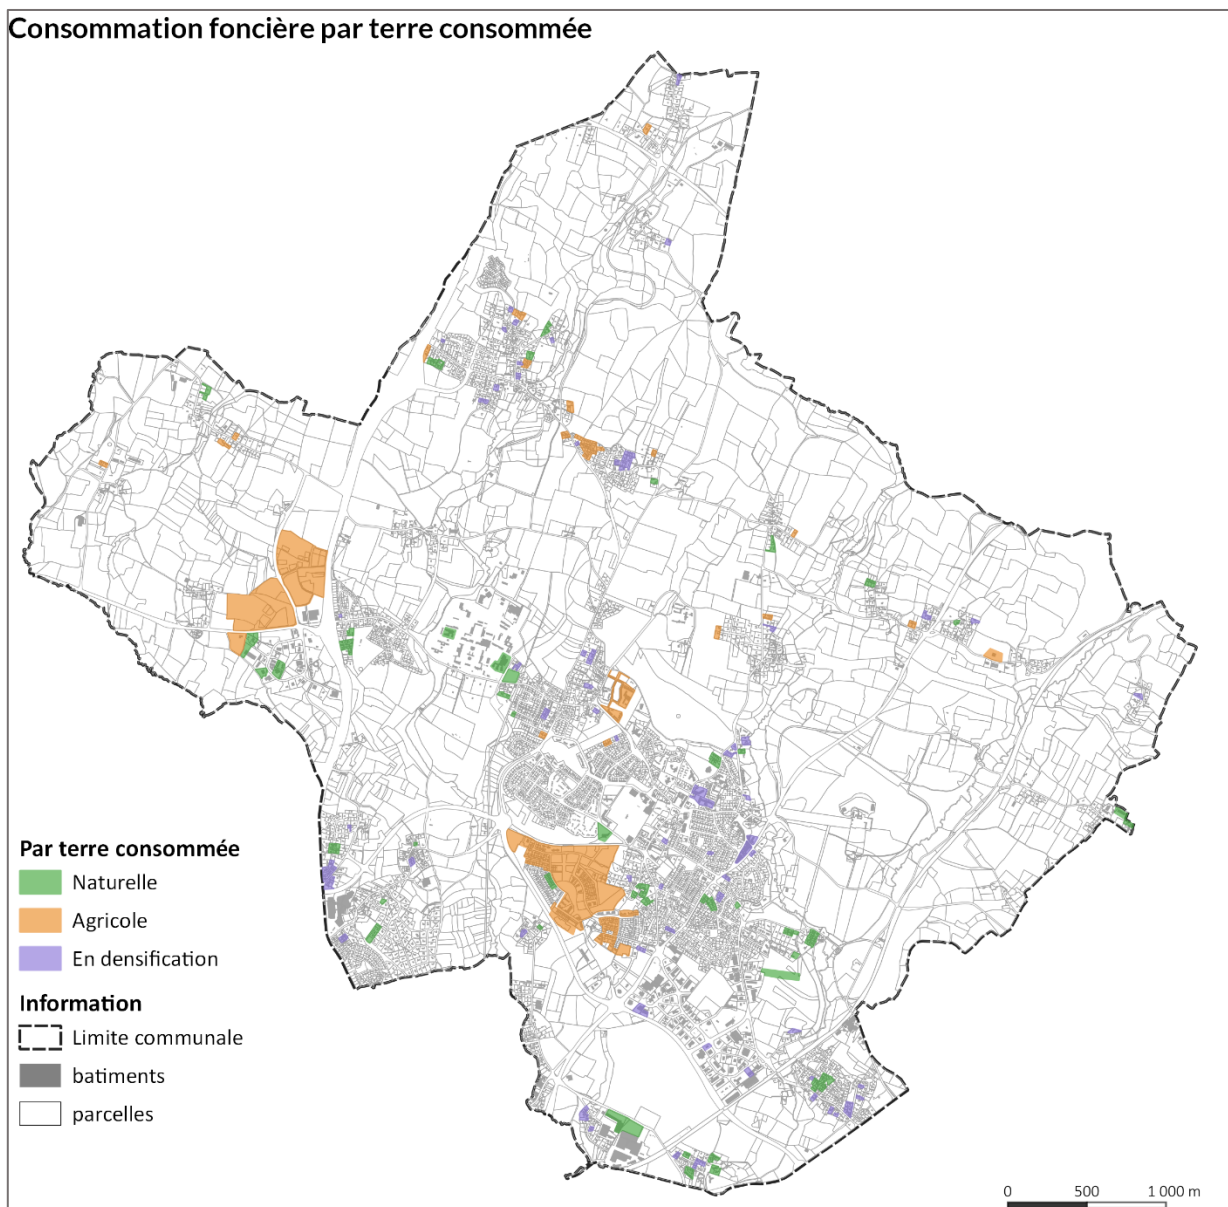 Consommation foncière par terre consommée
Par terre consommée
Naturelle
Agricole
En densification
Information
Limite communale
batiments
parcelles
0 500 1 000 m